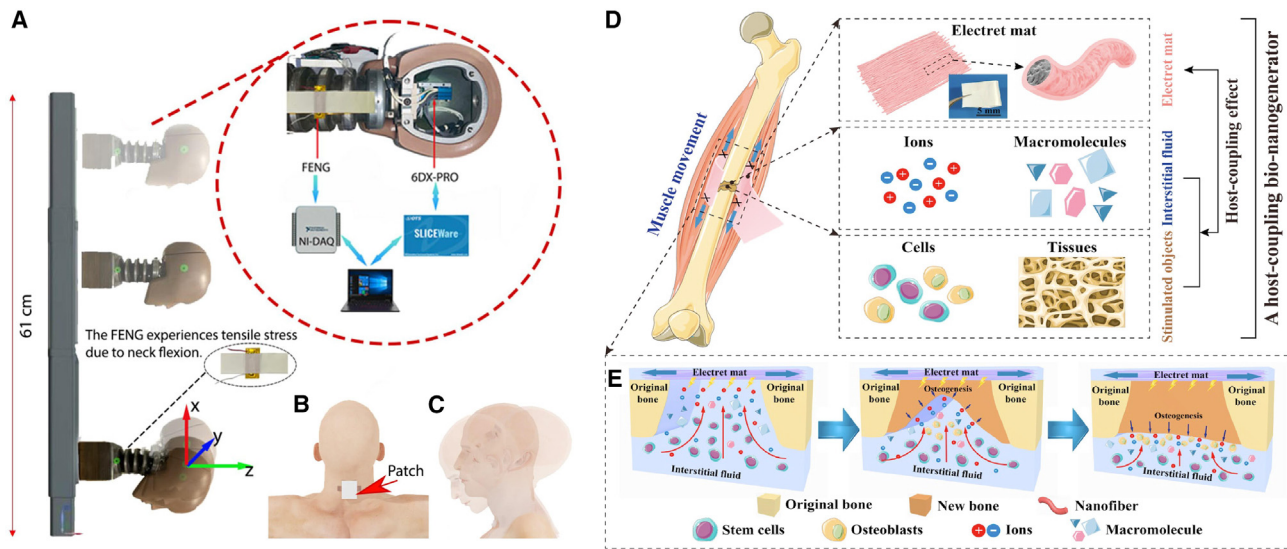 A
61 cm
FENG
6DX-PRO
NI-DAQ
SLICEWare
The FENG experiences tensile stress
due to neck flexion.
x
y
z
B
Patch
C
D
Muscle movement
Electret mat
5 mm
Ions
Macromolecules
Cells
Tissues
Electret mat
Interstitial fluid
Stimulated objects
Host-coupling effect
A host-coupling bio-nanogenerator
E
Electret mat
Original
bone
Original
bone
Interstitial fluid
Electret mat
Original
bone
Osteogenesis
Original
bone
Interstitial fluid
Electret mat
Original
bone
Original
bone
Osteogenesis
Interstitial fluid
Original bone
New bone
Nanofiber
Stem cells
Osteoblasts
Ions
Macromolecule